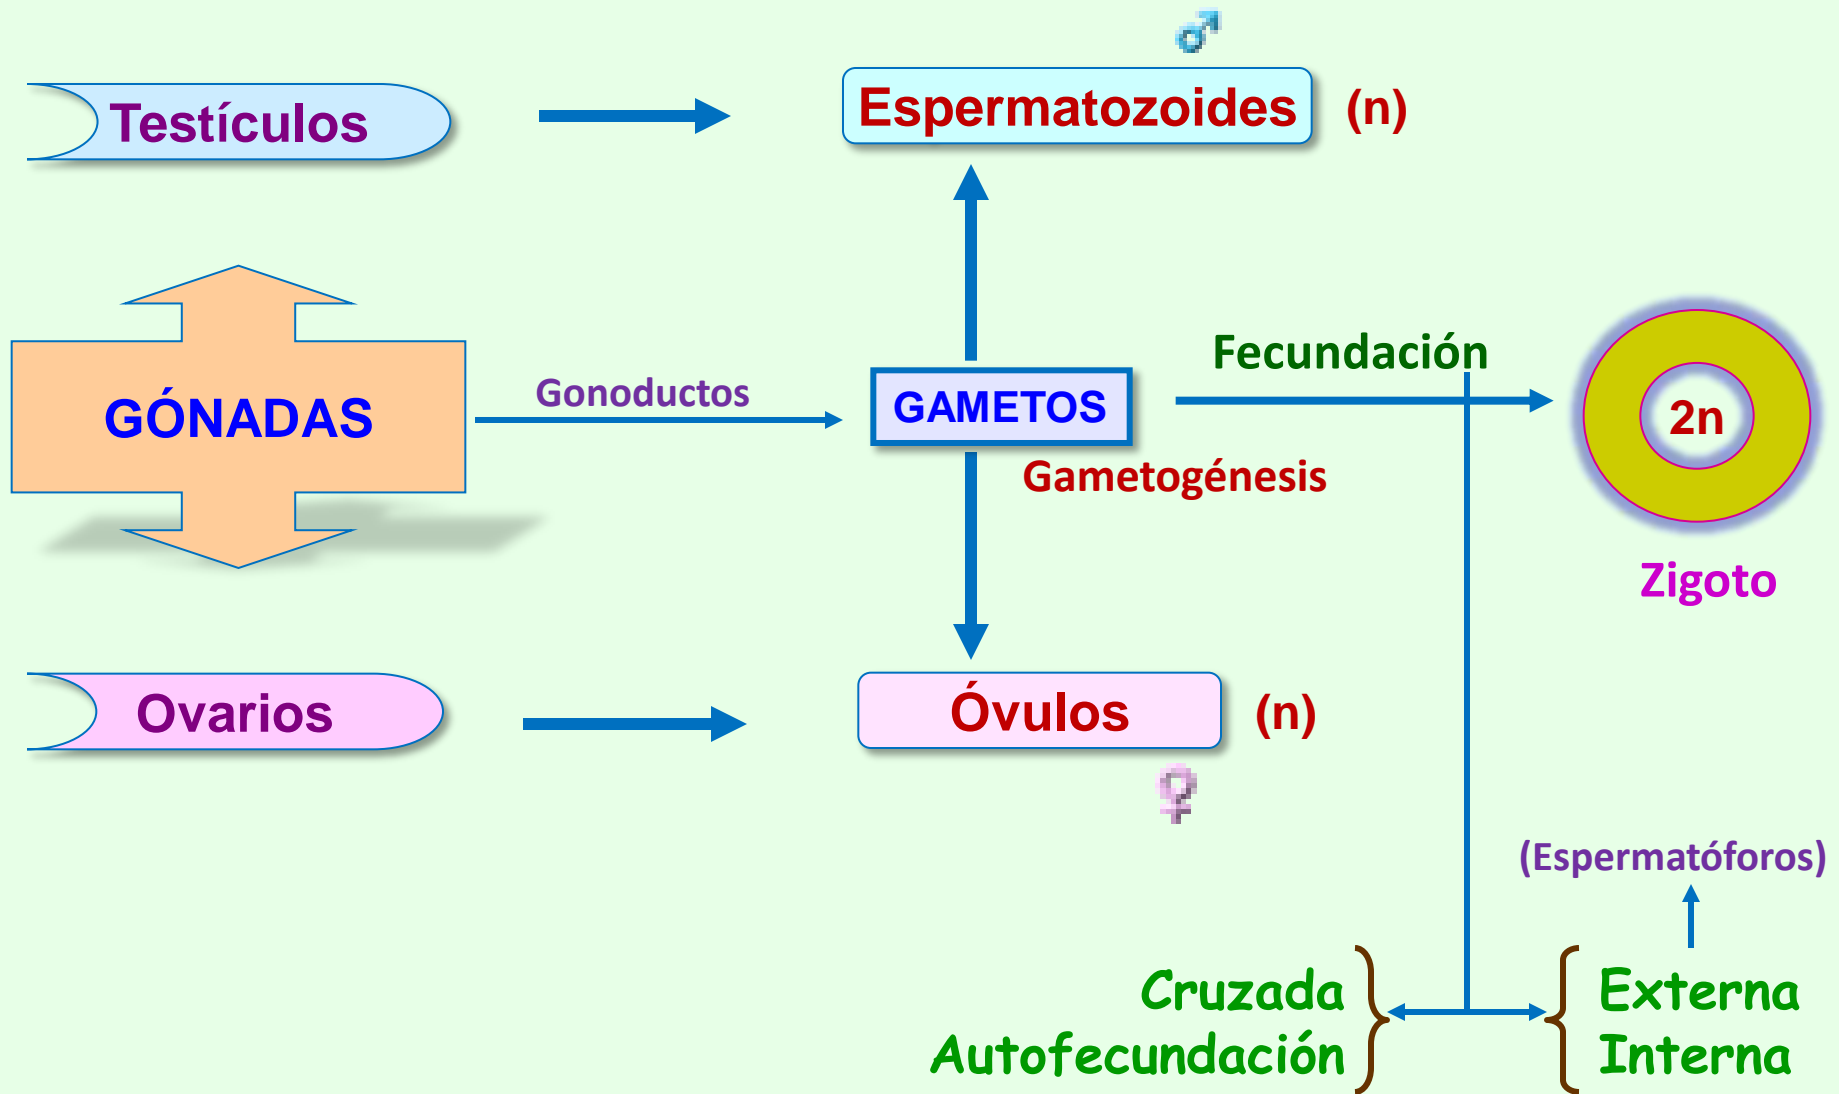 Testículos
Espermatozoides (n)
GÓNADAS
Gonoductos
GAMETOS
Gametogénesis
Fecundación
2n
Zigoto
Ovarios
Óvulos (n)
(Espermatóforos)
Cruzada
Autofecundación
Externa
Interna